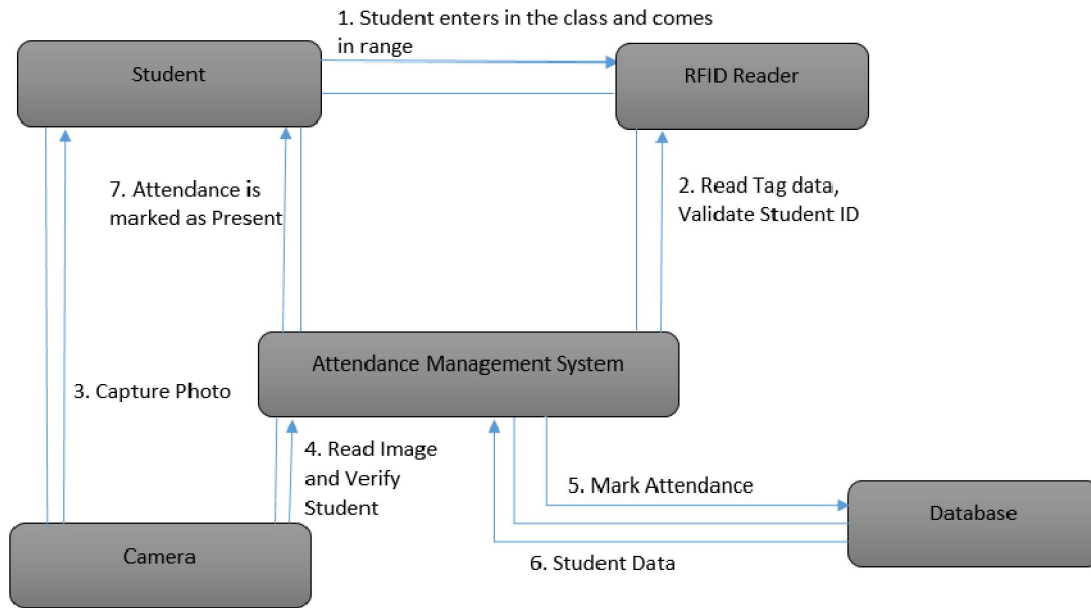 1. Student enters in the class and comes
in range
Student
RFID Reader
7. Attendance is
marked as Present
2. Read Tag data,
Validate Student ID
Attendance Management System
3. Capture Photo
4. Read Image
and Verify
Student
5. Mark Attendance
Database
Camera
6. Student Data